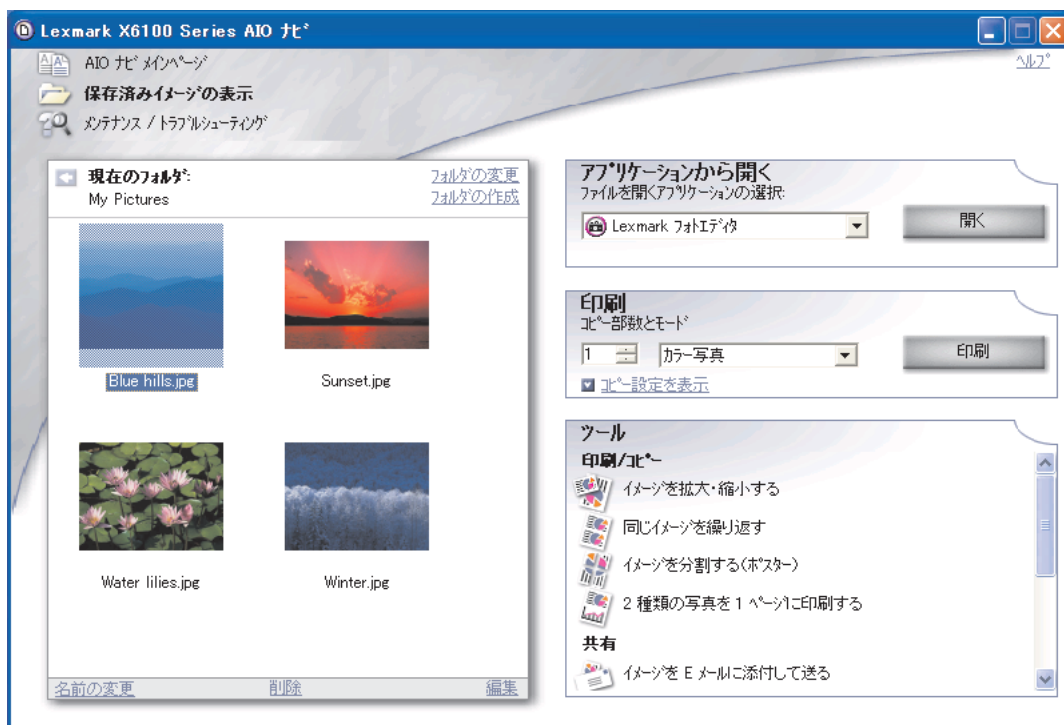 Lexmark X6100 Series AIO ナビ
AIO ナビ メインページ
ヘルプ
保存済みイメージの表示
メンテナンス / トラブルシューティング
現在のフォルダ:
フォルダの変更
My Pictures
フォルダの作成
Blue hills.jpg
Sunset.jpg
Water lilies.jpg
Winter.jpg
名前の変更
削除
編集
アプリケーションから開く
ファイルを開くアプリケーションの選択:
Lexmark フォトエディタ
開く
印刷
コピー部数とモード
1
カラー写真
印刷
コピー設定を表示
ツール
印刷/コピー
イメージを拡大・縮小する
同じイメージを繰り返す
イメージを分割する(ポスター)
2 種類の写真を 1 ページに印刷する
共有
イメージを E メールに添付して送る